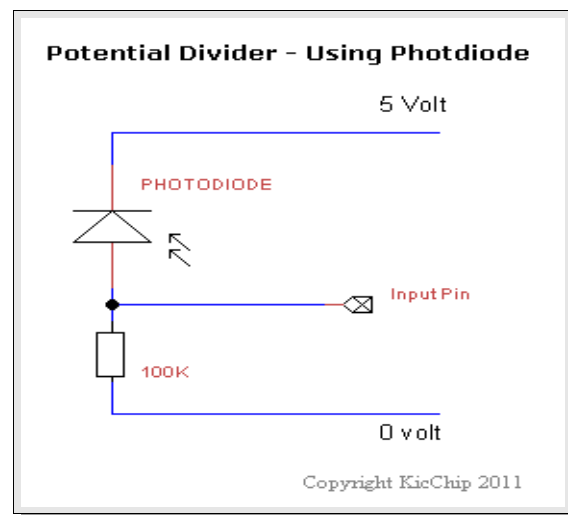 Potential Divider - Using Photdiode
5 Volt
PHOTODIODE
Input Pin
100K
0 volt
Copyright KicChip 2011